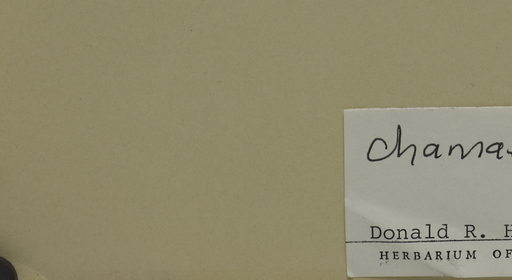 chama
Donald R. H
HERBARIUM OF